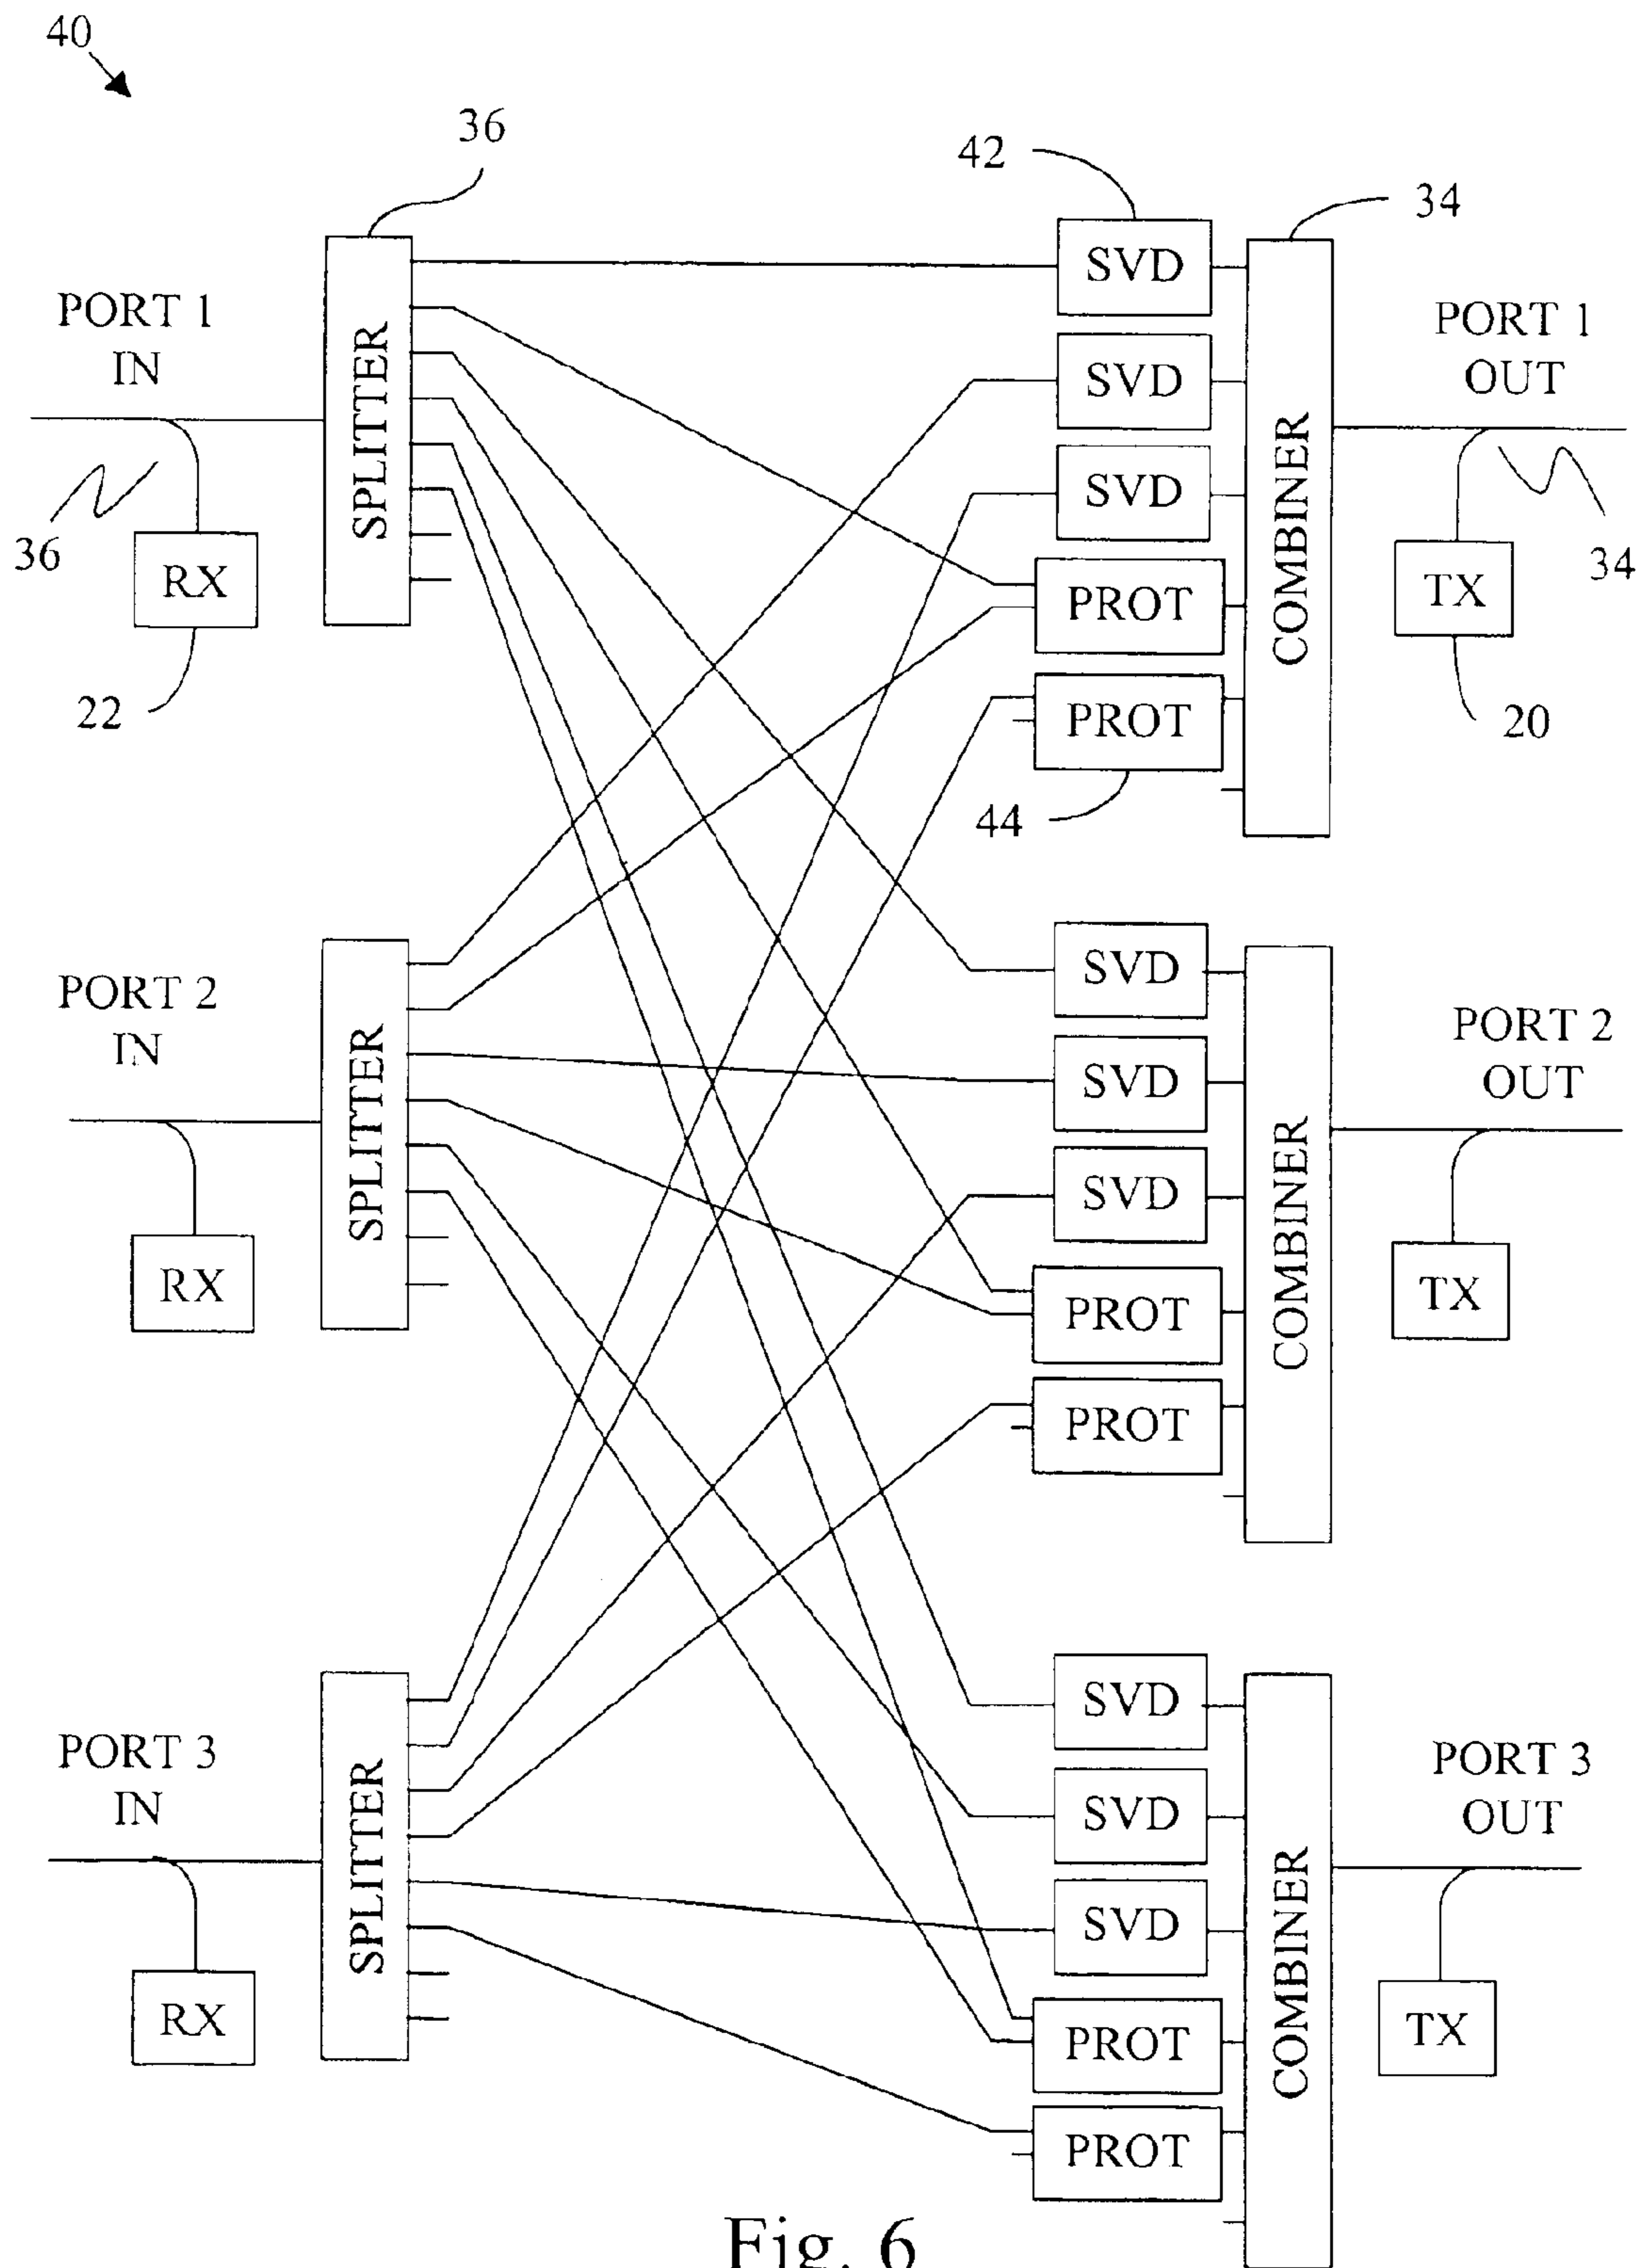 40
36
42
34
PORT 1
IN
SPLITTER
SVD
SVD
SVD
PROT
PROT
COMBINER
PORT 1
OUT
36
RX
22
TX
34
20
44
PORT 2
IN
SPLITTER
RX
SVD
SVD
SVD
PROT
PROT
COMBINER
PORT 2
OUT
TX
PORT 3
IN
SPLITTER
RX
SVD
SVD
SVD
PROT
PROT
COMBINER
PORT 3
OUT
TX
Fig. 6